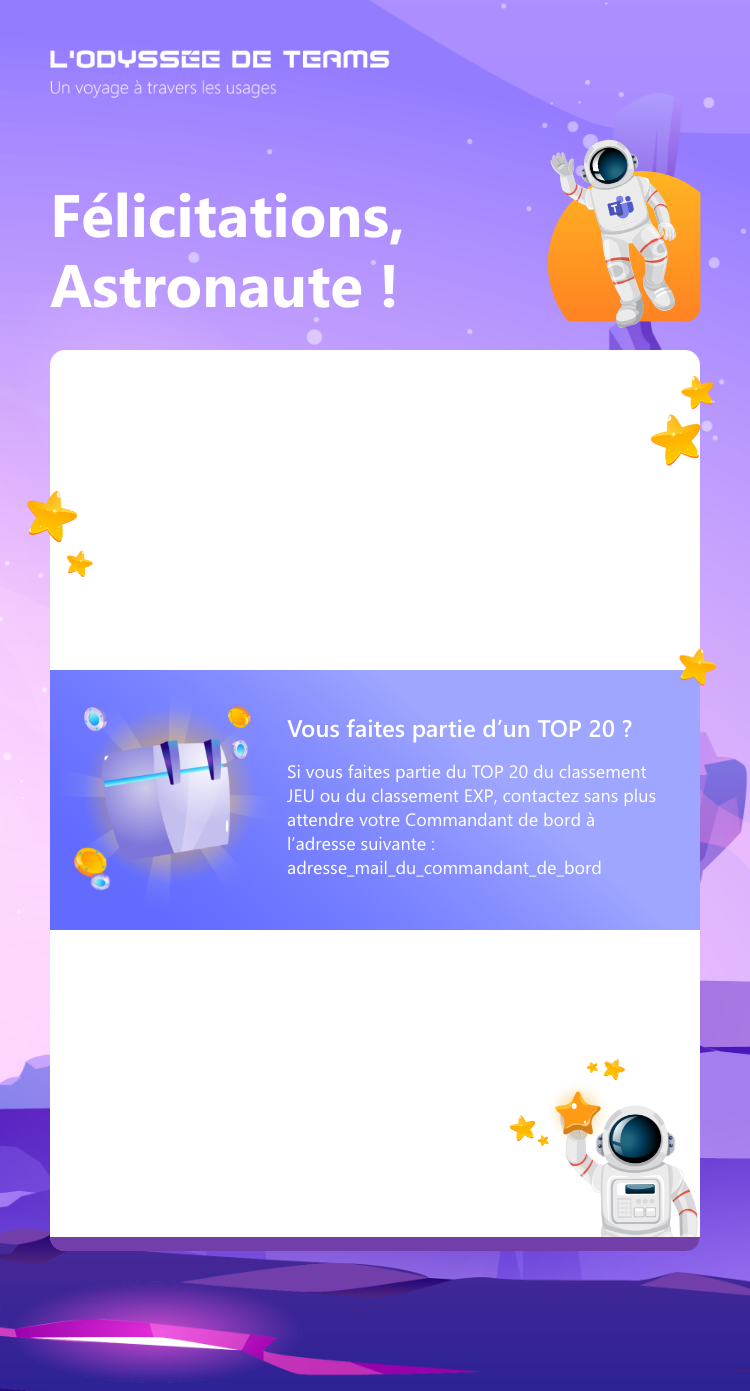 L'ODYSSÉE DE TEAMS
Un voyage à travers les usages
Félicitations,
Astronaute !
T
Vous faites partie d’un TOP 20 ?
Si vous faites partie du TOP 20 du classement
JEU ou du classement EXP, contactez sans plus
attendre votre Commandant de bord à
l’adresse suivante :
adresse_mail_du_commandant_de_bord